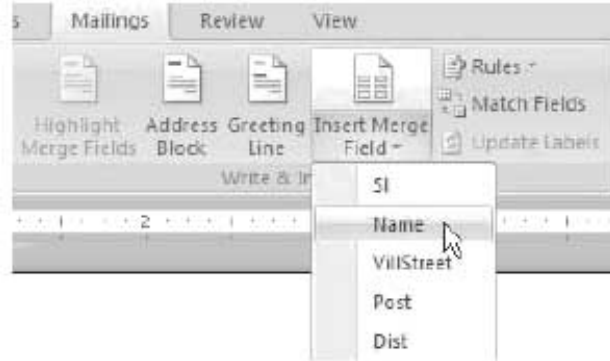 s Mailings Review View
Rules
Match Fields
Update Labels
Highlight Merge Fields
Address Block
Greeting Line
Insert Merge Field
Write & In
2
SI
Name
VillStreet
Post
Dist